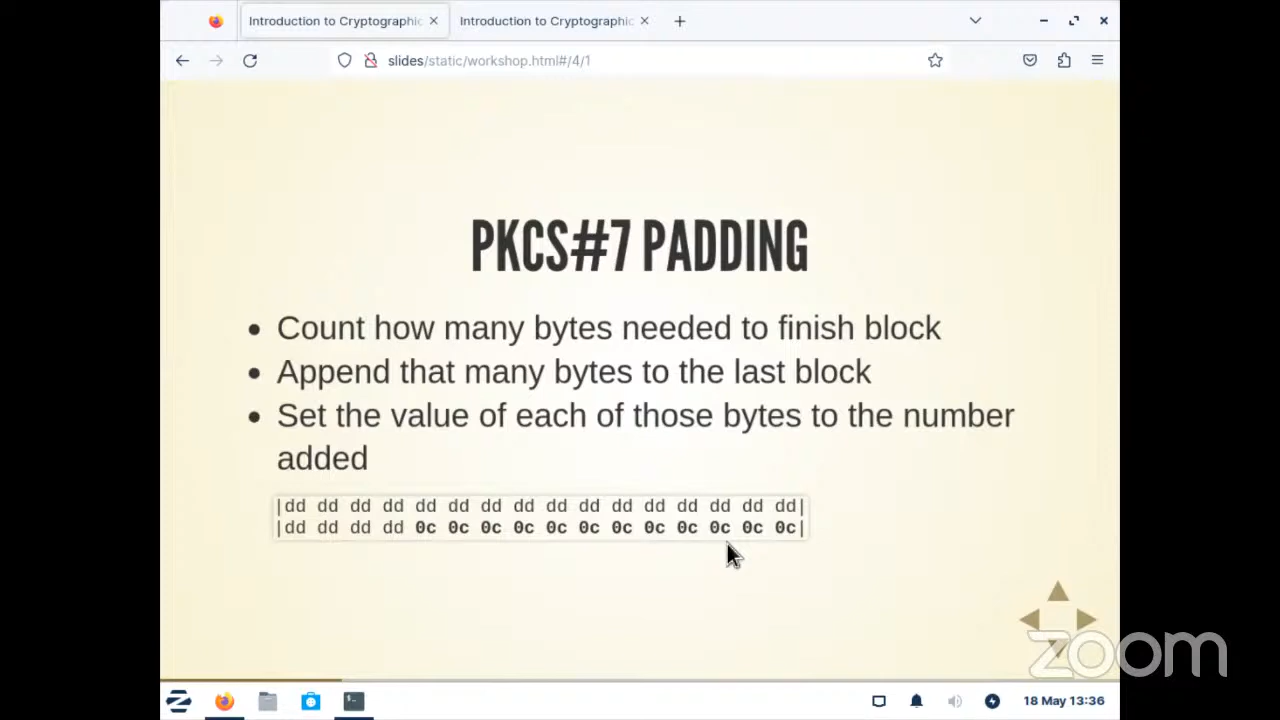 Introduction to Cryptographic
Introduction to Cryptographic
slides/static/workshop.html#/4/1
PKCS#7 PADDING
Count how many bytes needed to finish block
Append that many bytes to the last block
Set the value of each of those bytes to the number
added
|dd dd dd dd dd dd dd dd dd dd dd dd dd dd dd dd|
|dd dd dd dd 0c 0c 0c 0c 0c 0c 0c 0c 0c 0c 0c 0c|
zoom
18 May 13:36